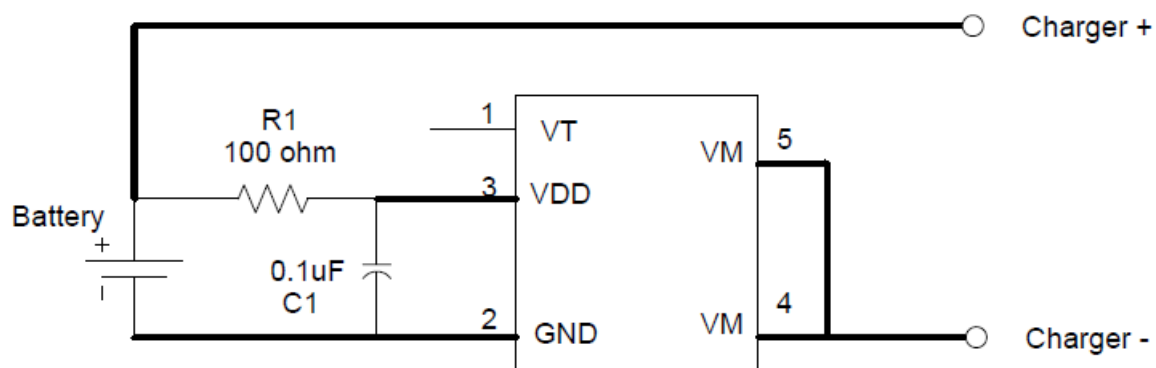 Charger +
R1
100 ohm
1
VT
VM
5
3
VDD
Battery
+
0.1uF
C1
-
2
GND
VM
4
Charger -